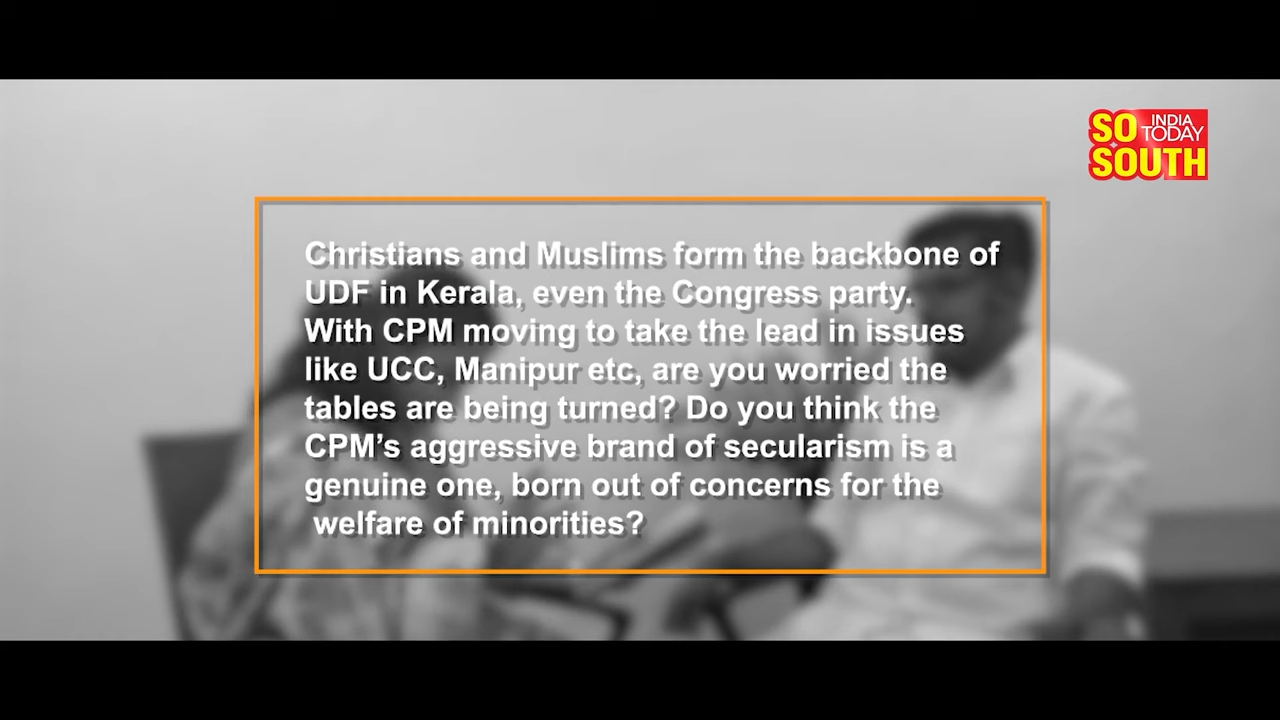 SO INDIA
TODAY
SOUTH
Christians and Muslims form the backbone of
UDF in Kerala, even the Congress party.
With CPM moving to take the lead in issues
like UCC, Manipur etc, are you worried the
tables are being turned? Do you think the
CPM’s aggressive brand of secularism is a
genuine one, born out of concerns for the
welfare of minorities?